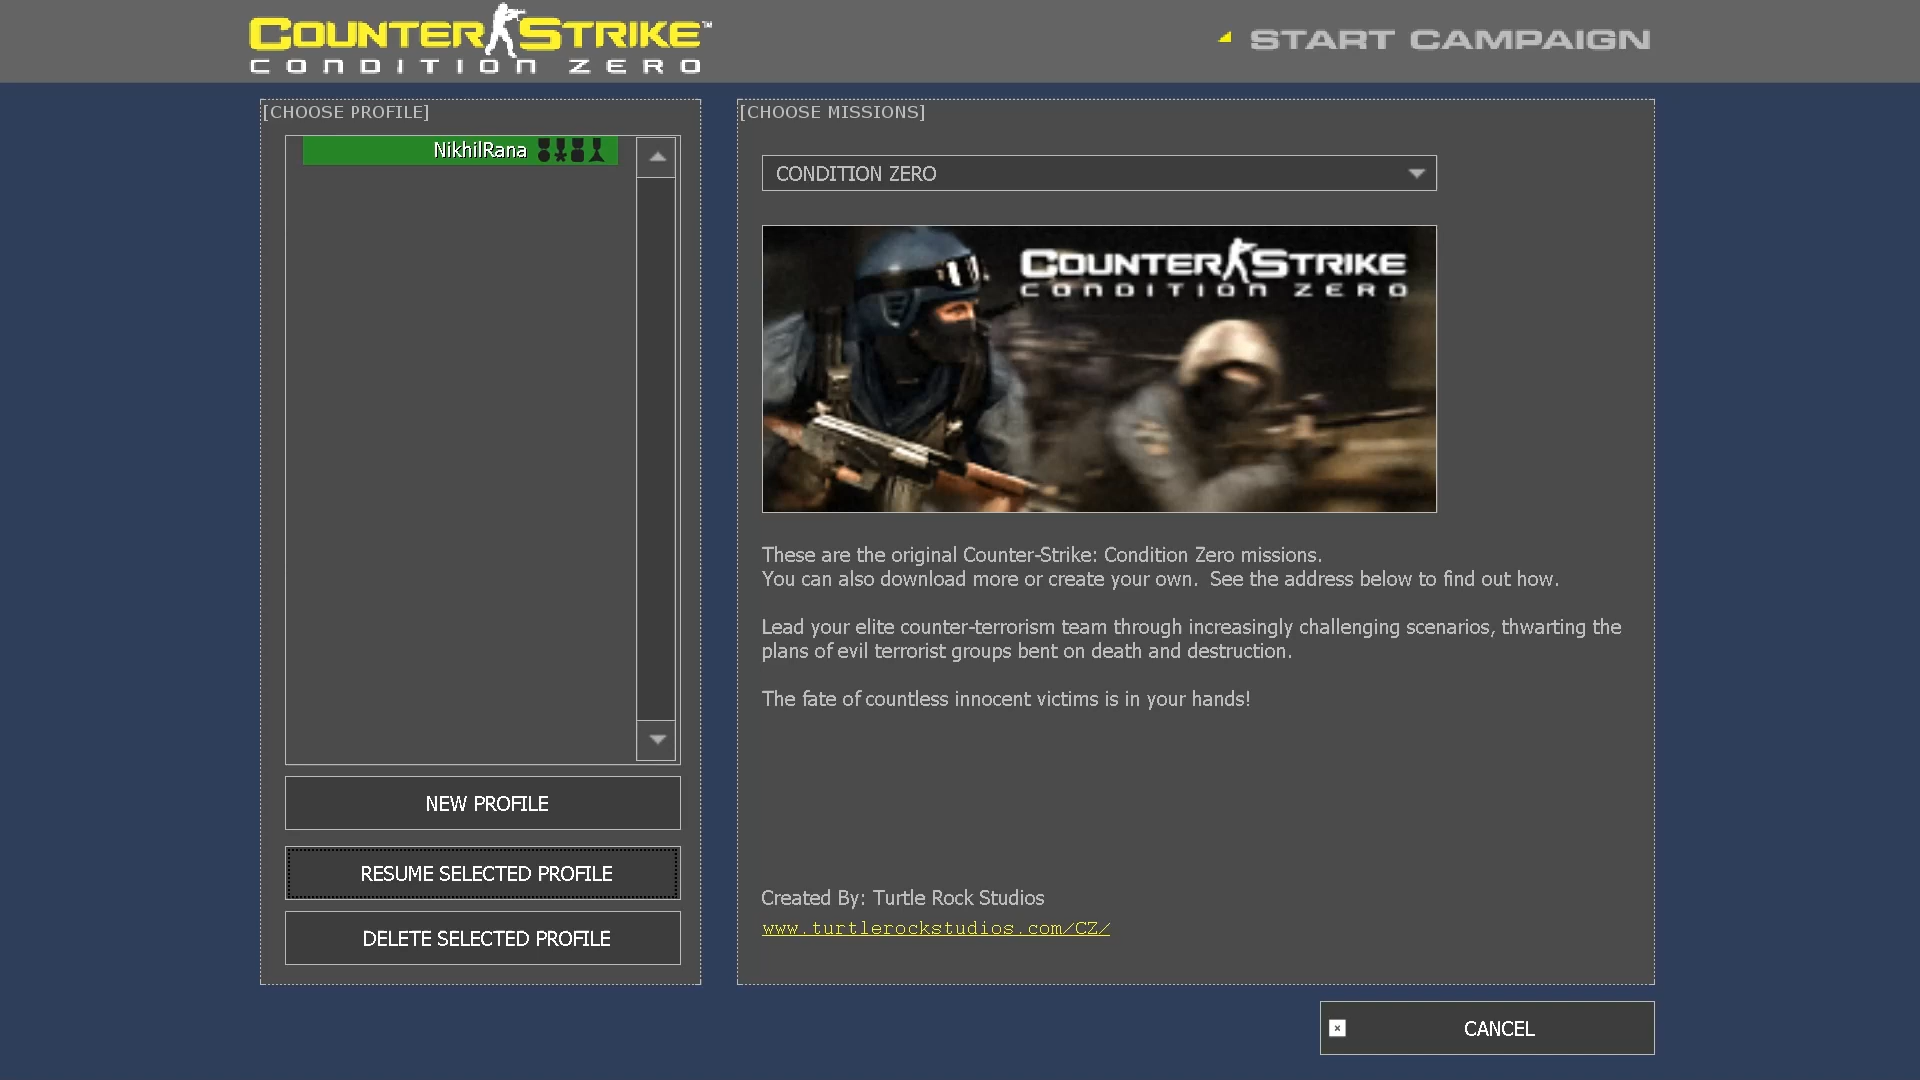 COUNTER STRIKE™
CONDITION ZERO
START CAMPAIGN
[CHOOSE PROFILE]
NikhilRana
NEW PROFILE
RESUME SELECTED PROFILE
DELETE SELECTED PROFILE
[CHOOSE MISSIONS]
CONDITION ZERO
COUNTER STRIKE
CONDITION ZERO
These are the original Counter-Strike: Condition Zero missions.
You can also download more or create your own.  See the address below to find out how.
Lead your elite counter-terrorism team through increasingly challenging scenarios, thwarting the
plans of evil terrorist groups bent on death and destruction.
The fate of countless innocent victims is in your hands!
Created By: Turtle Rock Studios
www.turtlerockstudios.com/CZ/
CANCEL